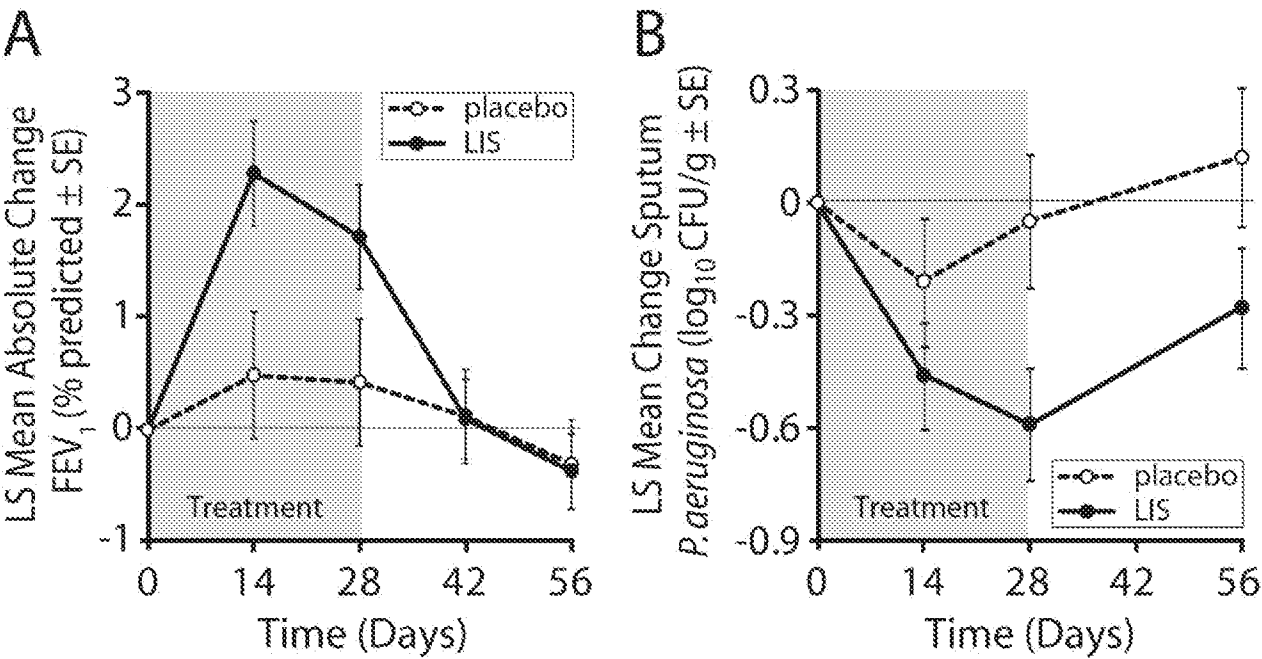 A
LS Mean Absolute Change
FEV1 (% predicted ± SE)
3
2
1
0
-1
placebo
LIS
Treatment
0 14 28 42 56
Time (Days)
B
LS Mean Change Sputum
P. aeruginosa (log10 CFU/g ± SE)
0.3
0
-0.3
-0.6
-0.9
placebo
LIS
Treatment
0 14 28 42 56
Time (Days)